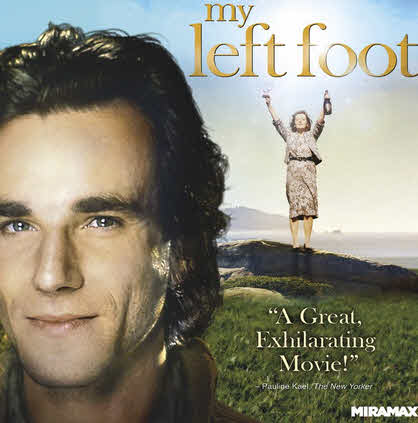 my
left foot
“A Great,
Exhilarating
Movie!”
– Pauline Kael, The New Yorker
MIRAMAX